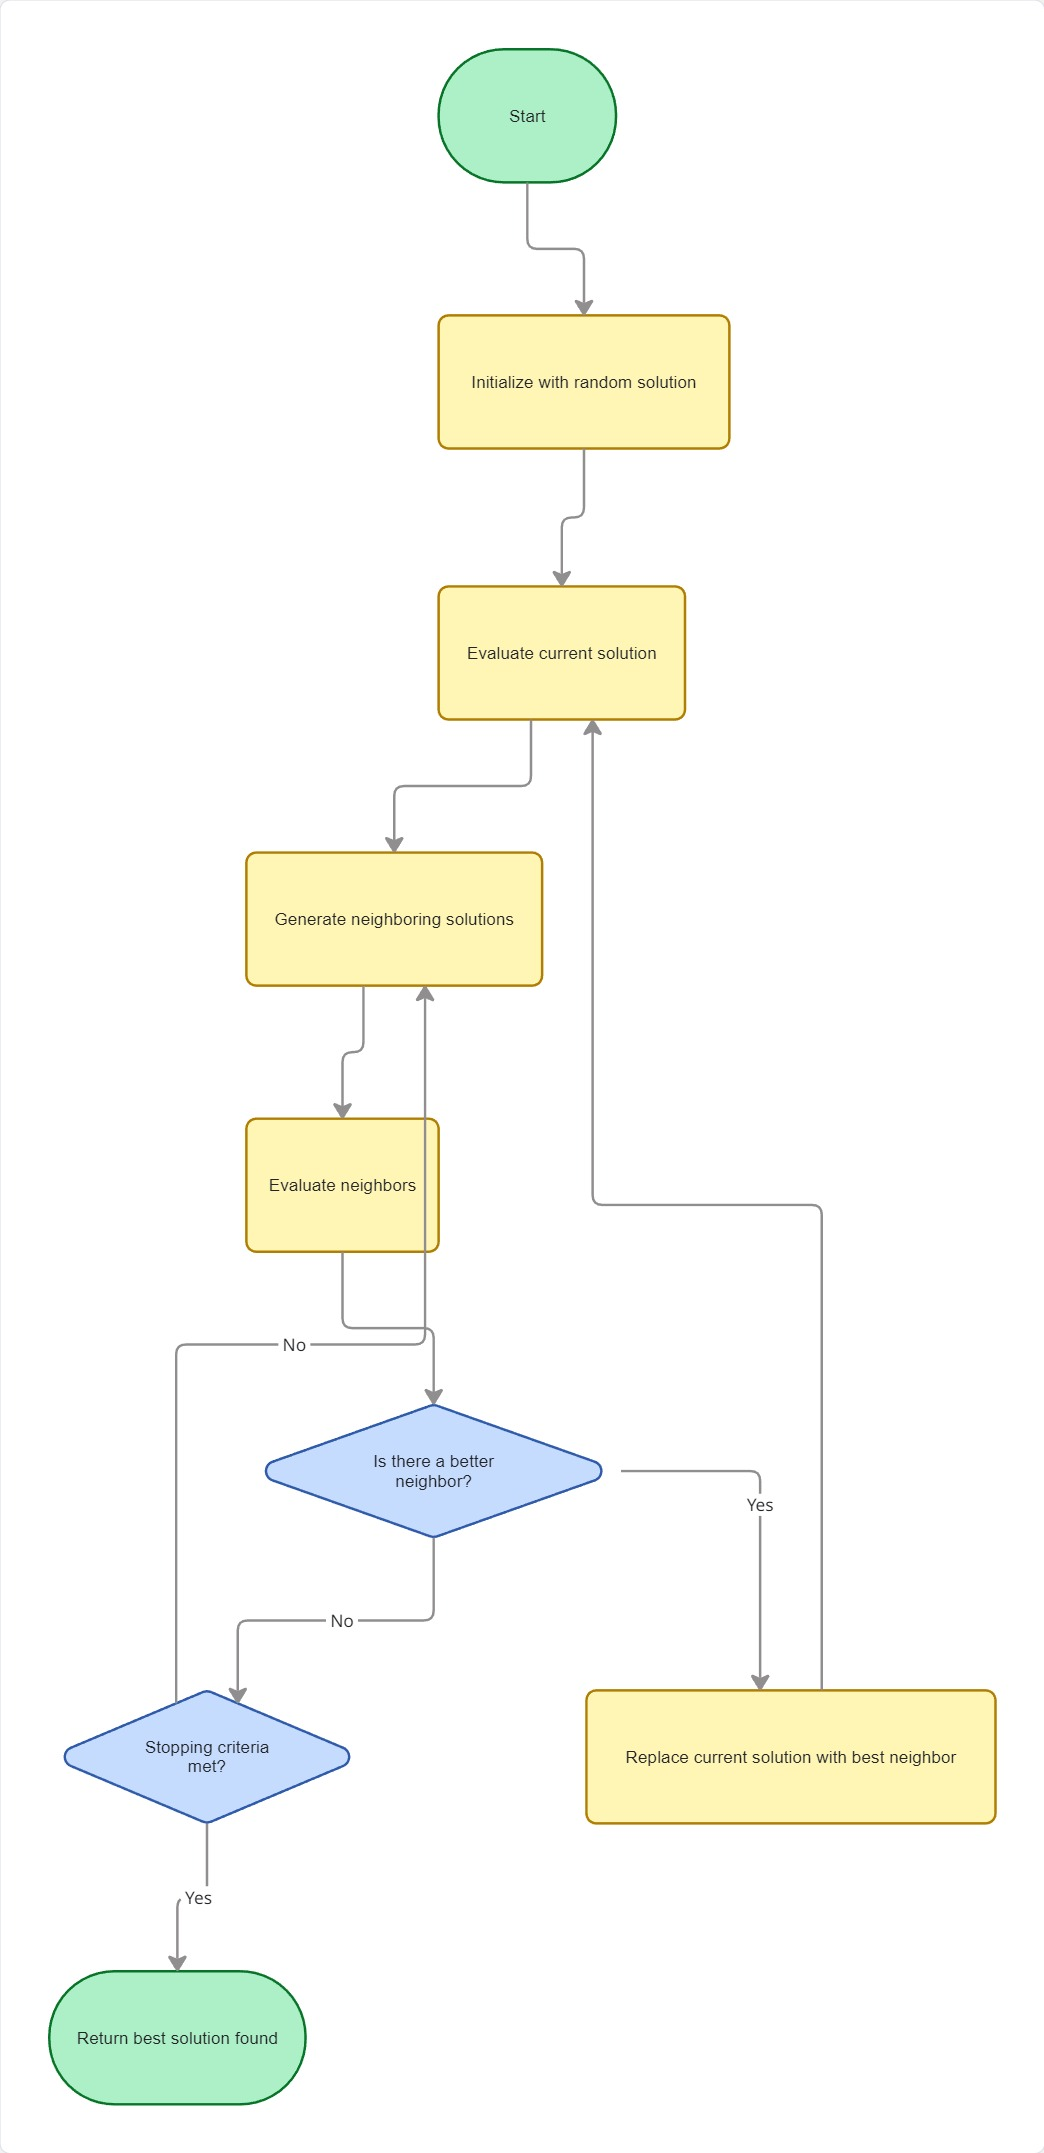 Start
Initialize with random solution
Evaluate current solution
Generate neighboring solutions
Evaluate neighbors
No
Is there a better
neighbor?
Yes
No
Stopping criteria
met?
Replace current solution with best neighbor
Yes
Return best solution found